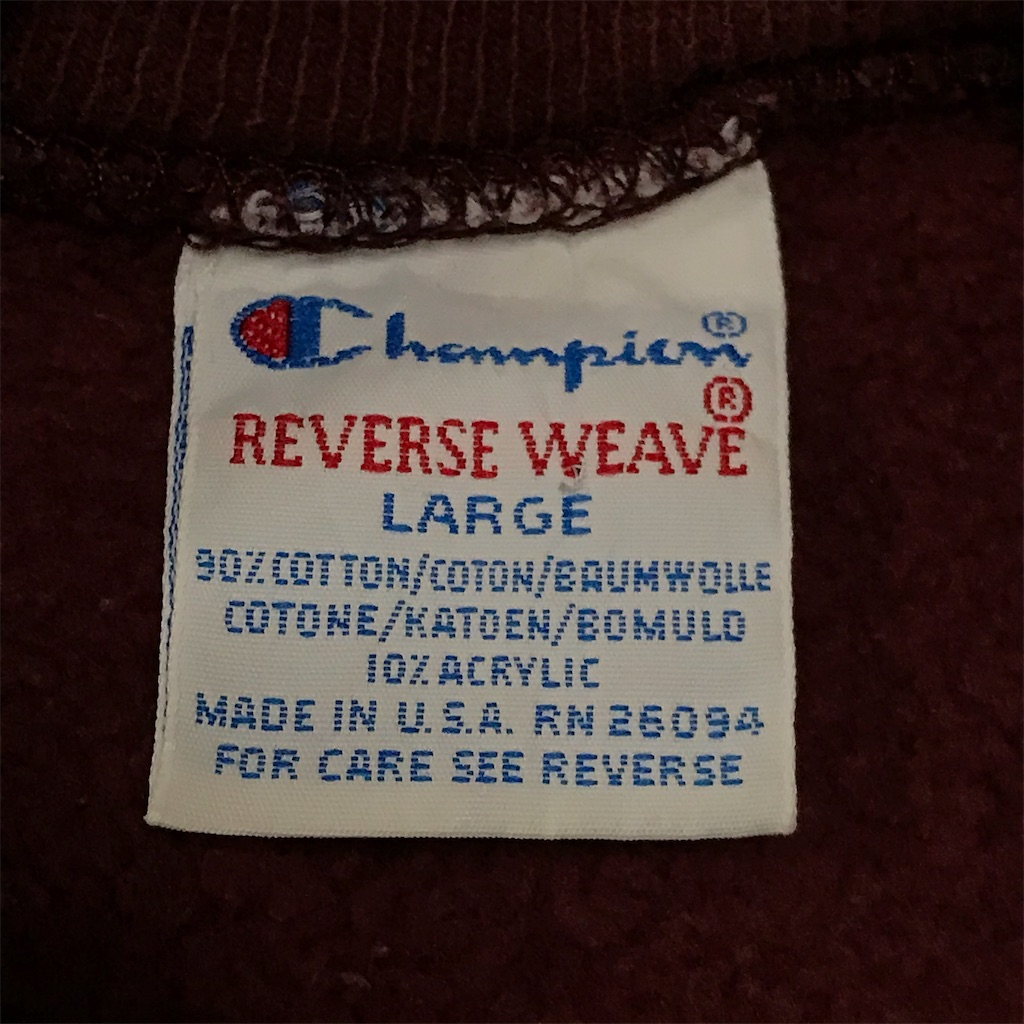 Champion®
REVERSE WEAVE®
LARGE
90% COTTON/COTON/BAUMWOLLE
COTONE/KATOEN/BOMULD
10% ACRYLIC
MADE IN U.S.A. RN 26094
FOR CARE SEE REVERSE